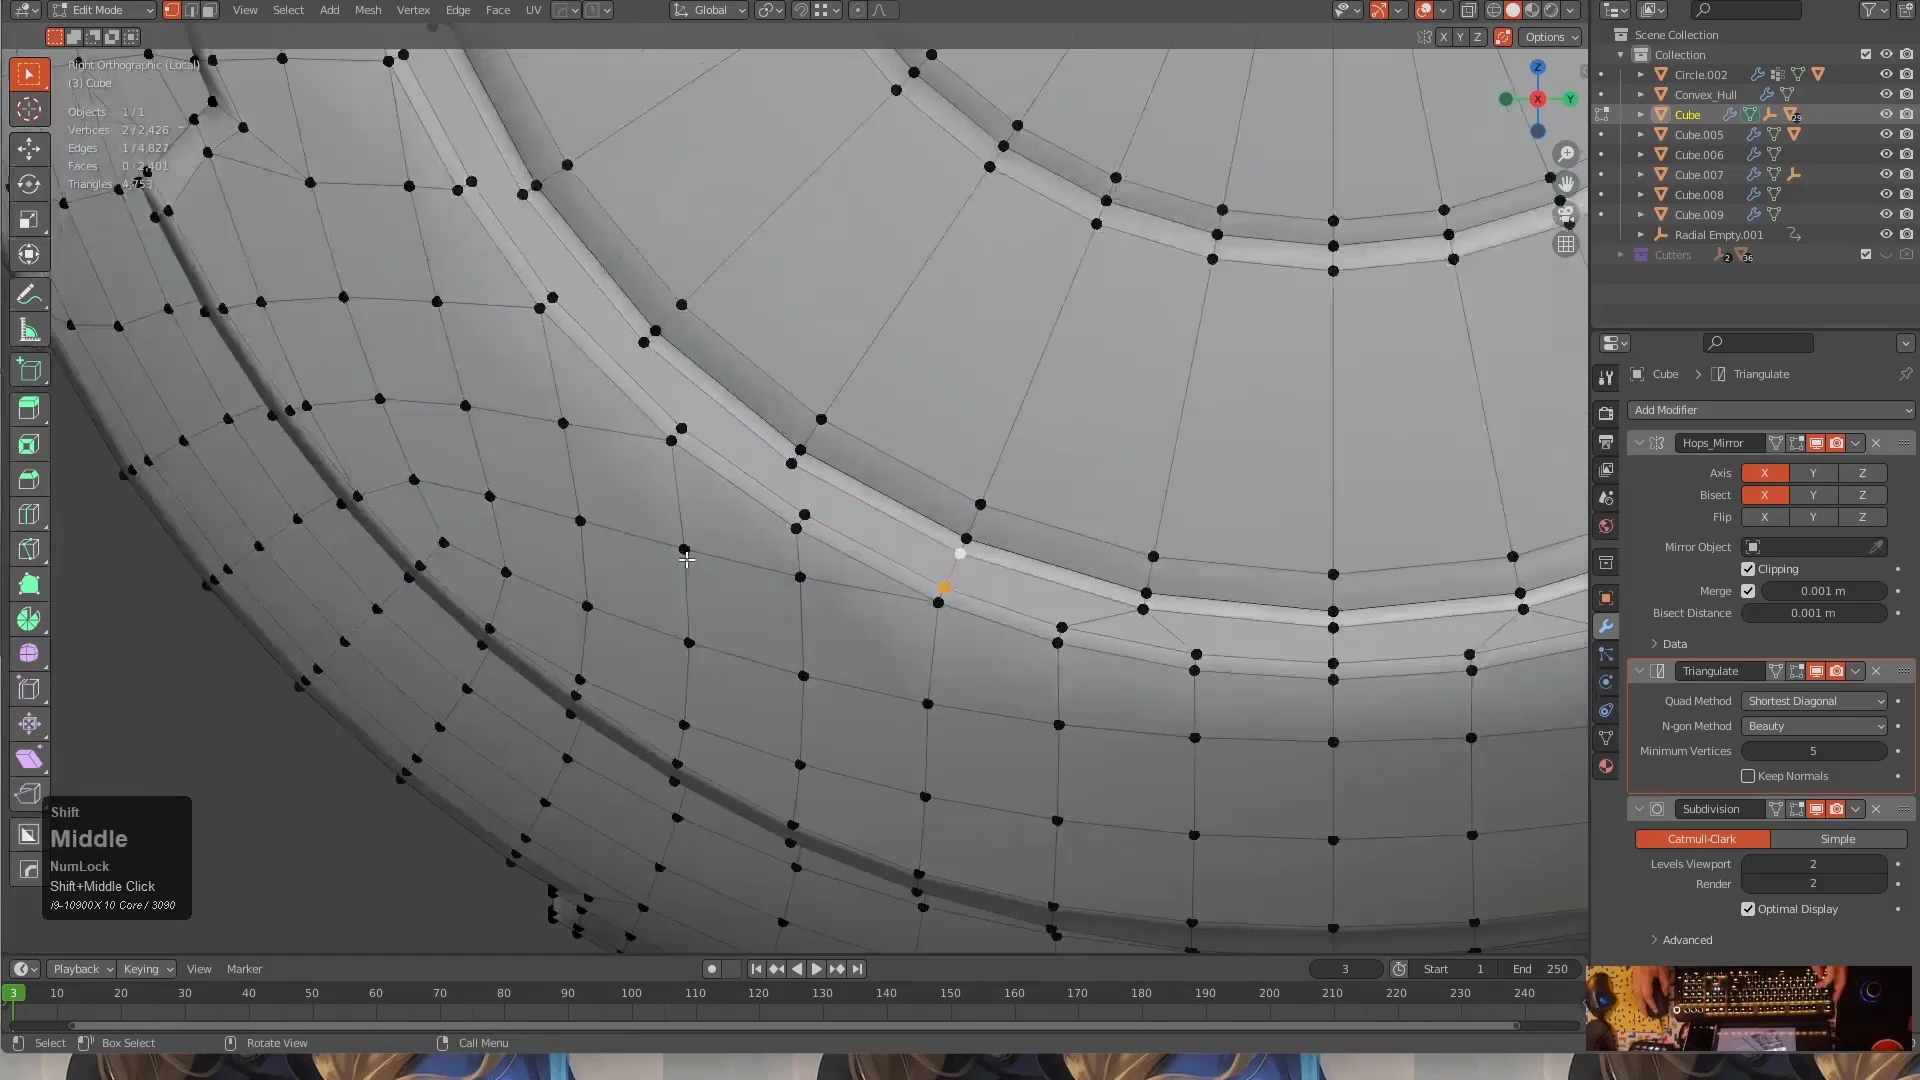 Edit Mode View Select Add Mesh Vertex Edge Face UV Global
X Y Z Options
Right Orthographic (Local)
(3) Cube
Objects 1/1
Vertices 2/2,426
Edges 1/4,827
Faces 0/2,401
Triangles 4,753
Z
X
Y
Scene Collection
Collection
Circle.002
Convex_Hull
Cube 29
Cube.005
Cube.006
Cube.007
Cube.008
Cube.009
Radial Empty.001
Cutters 2 36
Cube > Triangulate
Add Modifier
Hops_Mirror
Axis X Y Z
Bisect X Y Z
Flip X Y Z
Mirror Object
Clipping
Merge 0.001 m
Bisect Distance 0.001 m
Data
Triangulate
Quad Method Shortest Diagonal
N-gon Method Beauty
Minimum Vertices 5
Keep Normals
Subdivision
Catmull-Clark Simple
Levels Viewport 2
Render 2
Optimal Display
Advanced
Shift
Middle
NumLock
Shift+Middle Click
i9-10900X 10 Core / 3090
Playback Keying View Marker
3 Start 1 End 250
3 10 20 30 40 50 60 70 80 90 100 110 120 130 140 150 160 170 180 190 200 210 220 230 240
Select Box Select Rotate View Call Menu